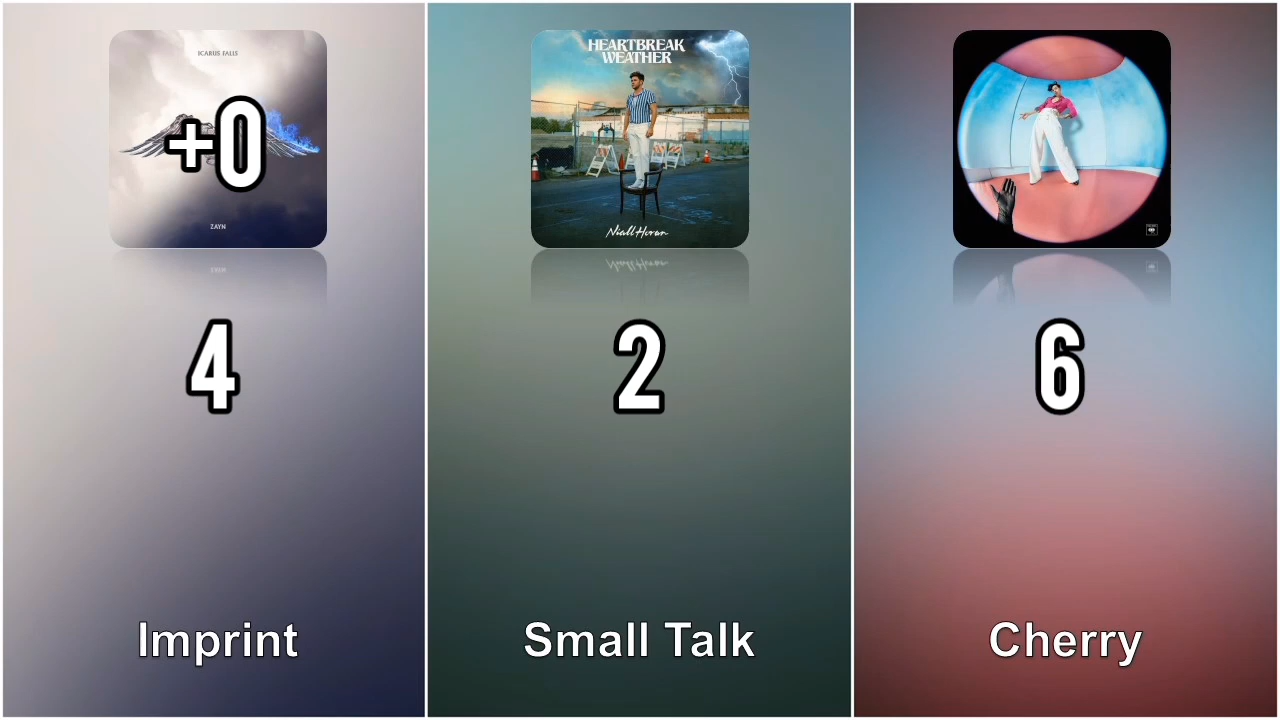 ICARUS FALLS
+0
ZAYN
4
Imprint
HEARTBREAK
WEATHER
Niall Horan
2
Small Talk
6
Cherry